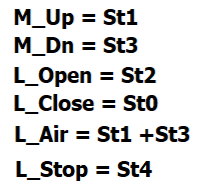 M_Up = St1
M_Dn = St3
L_Open = St2
L_Close = St0
L_Air = St1 +St3
L_Stop = St4